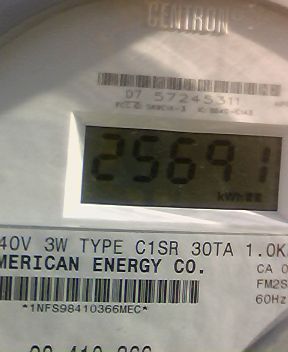 CENTRON
D7 57245311
25691
kWh
40V 3W TYPE C1SR 30TA 1.0K
MERICAN ENERGY CO.
CA 0
FM2S
60Hz
*1NFS98410366MEC*